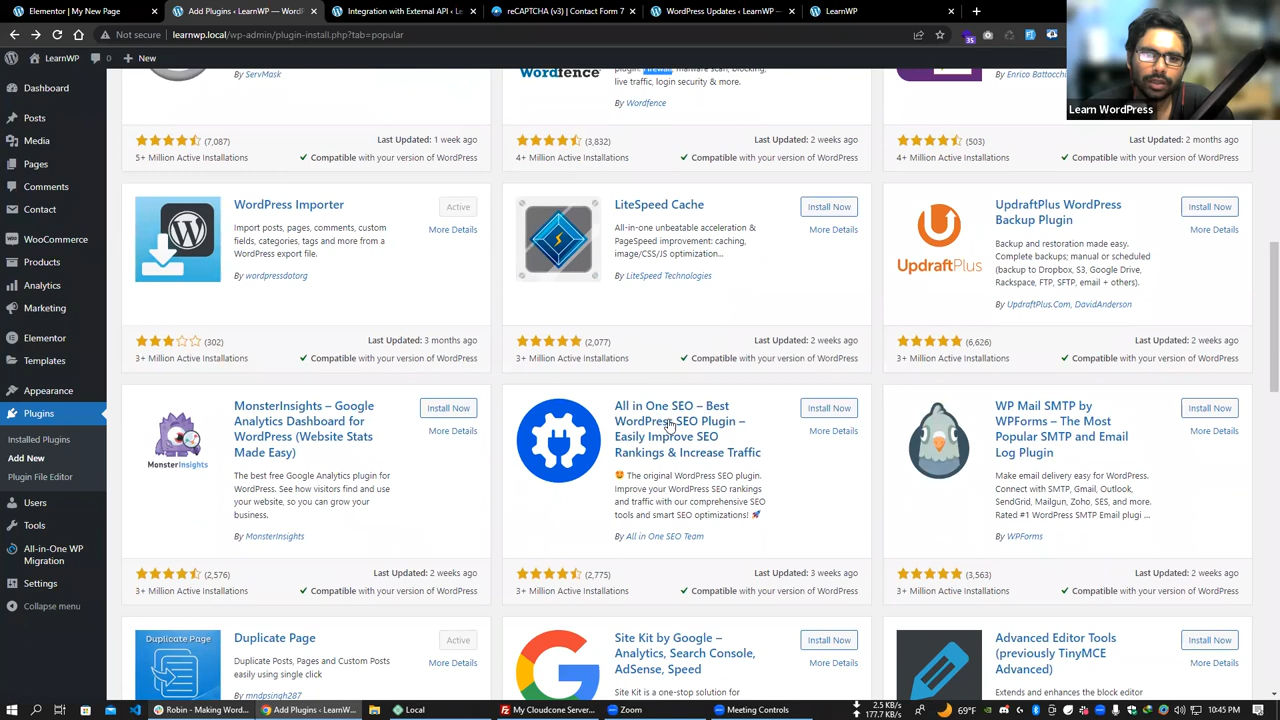 My Home
Add Plugins ‹ LearnWP — WordP
Integration with External API ‹ Le
reCAPTCHA (v3) | Contact Form 7
WordPress Updates ‹ LearnWP —
LearnWP
Not secure
learnwp.local/wp-admin/plugin-install.php?tab=popular
35
LearnWP
0
New
Learn WordPress
Dashboard
Posts
Media
Pages
Comments
Contact
WooCommerce
Products
Analytics
Marketing
Elementor
Templates
Appearance
Plugins
Installed Plugins
Add New
Plugin File Editor
Users
Tools
All-in-One WP
Migration
Settings
Collapse menu
By ServMask
(7,087)
Last Updated: 1 week ago
5+ Million Active Installations
Compatible with your version of WordPress
Wordfence
plugin, firewall, malware scan, blocking,
live traffic, login security & more.
By Wordfence
(3,832)
Last Updated: 2 weeks ago
4+ Million Active Installations
Compatible with your version of WordPress
By Enrico Battocchi
(503)
Last Updated: 2 months ago
4+ Million Active Installations
Compatible with your version of WordPress
WordPress Importer
Active
More Details
Import posts, pages, comments, custom
fields, categories, tags and more from a
WordPress export file.
By wordpressdotorg
(302)
Last Updated: 3 months ago
3+ Million Active Installations
Compatible with your version of WordPress
LiteSpeed Cache
Install Now
More Details
All-in-one unbeatable acceleration &
PageSpeed improvement: caching,
image/CSS/JS optimization...
By LiteSpeed Technologies
(2,077)
Last Updated: 2 weeks ago
3+ Million Active Installations
Compatible with your version of WordPress
UpdraftPlus
UpdraftPlus WordPress
Backup Plugin
Install Now
More Details
Backup and restoration made easy.
Complete backups; manual or scheduled
(backup to Dropbox, S3, Google Drive,
Rackspace, FTP, SFTP, email + others).
By UpdraftPlus.Com, DavidAnderson
(6,626)
Last Updated: 2 weeks ago
3+ Million Active Installations
Compatible with your version of WordPress
MonsterInsights
MonsterInsights – Google
Analytics Dashboard for
WordPress (Website Stats
Made Easy)
Install Now
More Details
The best free Google Analytics plugin for
WordPress. See how visitors find and use
your website, so you can grow your
business.
By MonsterInsights
(2,576)
Last Updated: 2 weeks ago
3+ Million Active Installations
Compatible with your version of WordPress
All in One SEO – Best
WordPress SEO Plugin –
Easily Improve SEO
Rankings & Increase Traffic
Install Now
More Details
The original WordPress SEO plugin.
Improve your WordPress SEO rankings
and traffic with our comprehensive SEO
tools and smart SEO optimizations!
By All in One SEO Team
(2,775)
Last Updated: 3 weeks ago
3+ Million Active Installations
Compatible with your version of WordPress
WP Mail SMTP by
WPForms – The Most
Popular SMTP and Email
Log Plugin
Install Now
More Details
Make email delivery easy for WordPress.
Connect with SMTP, Gmail, Outlook,
SendGrid, Mailgun, Zoho, SES, and more.
Rated #1 WordPress SMTP Email plugi ...
By WPForms
(3,563)
Last Updated: 2 weeks ago
3+ Million Active Installations
Compatible with your version of WordPress
Duplicate Page
Duplicate Page
Active
More Details
Duplicate Posts, Pages and Custom Posts
easily using single click
By mndpsingh287
Site Kit by Google –
Analytics, Search Console,
AdSense, Speed
Install Now
More Details
Site Kit is a one-stop solution for
Advanced Editor Tools
(previously TinyMCE
Advanced)
Install Now
More Details
Extends and enhances the block editor
Robin - Making Word...
Add Plugins ‹ LearnW...
Local
My Cloudcone Server...
Zoom
Meeting Controls
2.5 KB/s
177.7 KB/s
69°F
10:45 PM